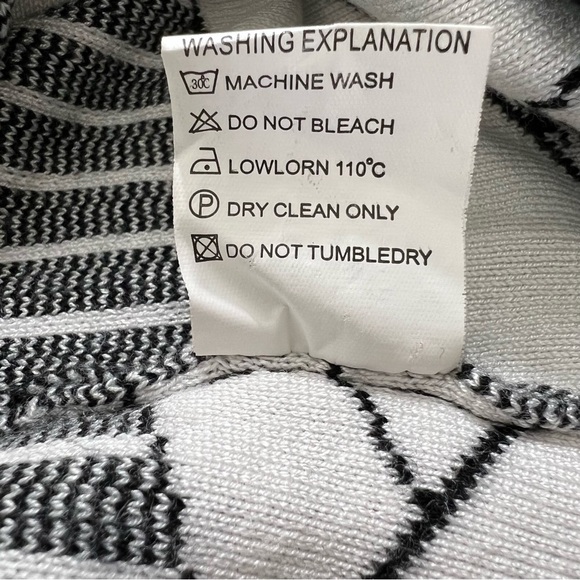 WASHING EXPLANATION
30C MACHINE WASH
DO NOT BLEACH
LOWLORN 110°C
P DRY CLEAN ONLY
DO NOT TUMBLEDRY